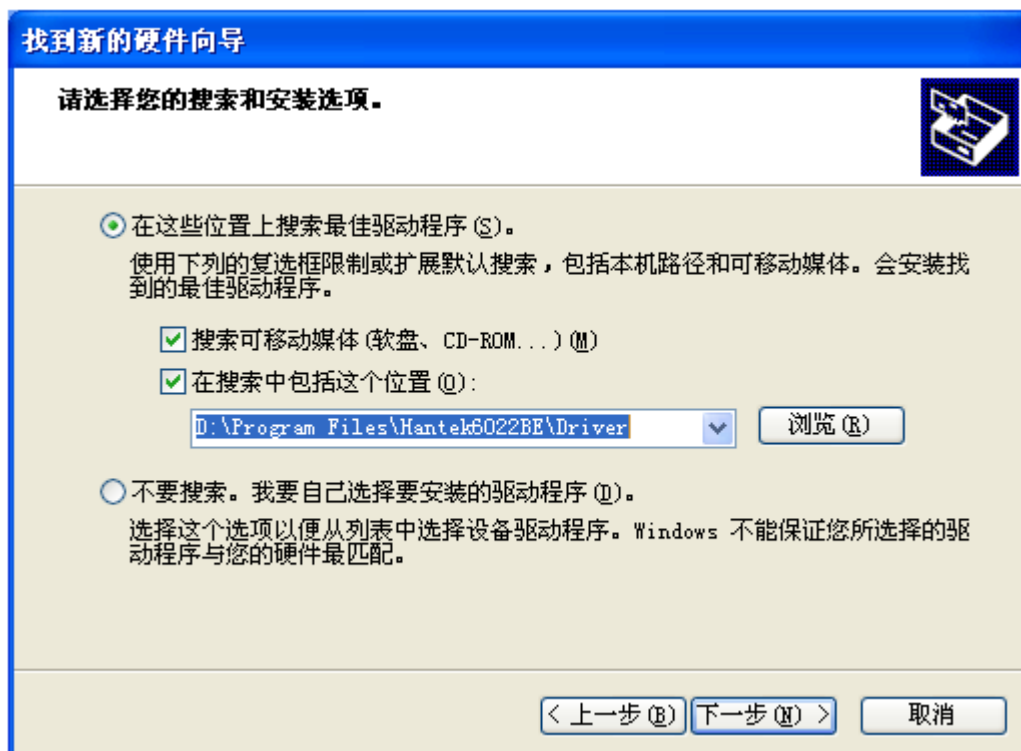 找到新的硬件向导
请选择您的搜索和安装选项。
在这些位置上搜索最佳驱动程序(S)。
使用下列的复选框限制或扩展默认搜索，包括本机路径和可移动媒体。会安装找
到的最佳驱动程序。
搜索可移动媒体(软盘、CD-ROM...)(M)
在搜索中包括这个位置(O):
D:\Program Files\Hantek6022BE\Driver
浏览(R)
不要搜索。我要自己选择要安装的驱动程序(D)。
选择这个选项以便从列表中选择设备驱动程序。Windows 不能保证您所选择的驱
动程序与您的硬件最匹配。
< 上一步(B) 下一步(N) > 取消